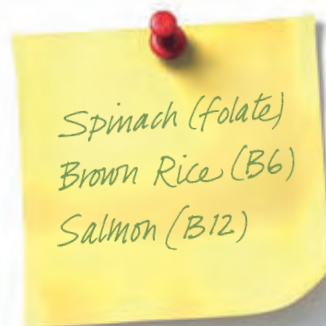 Spinach (folate)
Brown Rice (B6)
Salmon (B12)